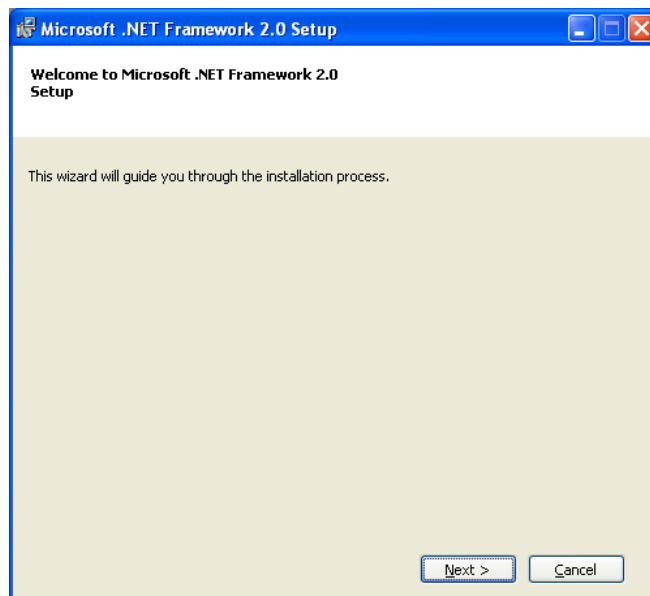 Microsoft .NET Framework 2.0 Setup
Welcome to Microsoft .NET Framework 2.0
Setup
This wizard will guide you through the installation process.
Next > Cancel